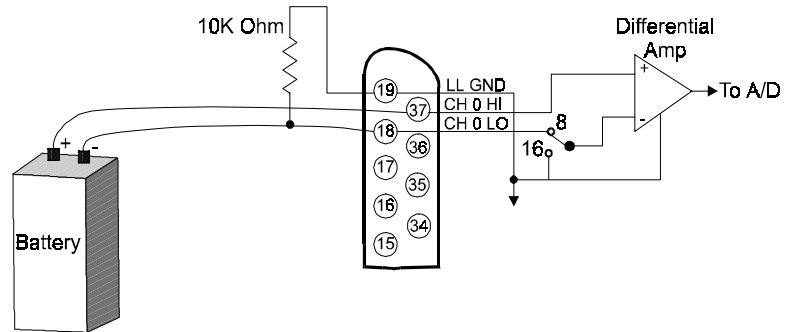 10K Ohm
Differential
Amp
19
LL GND
+
To A/D
37
CH 0 HI
18
CH 0 LO
8
-
+
-
36
16
17
35
16
34
15
Battery